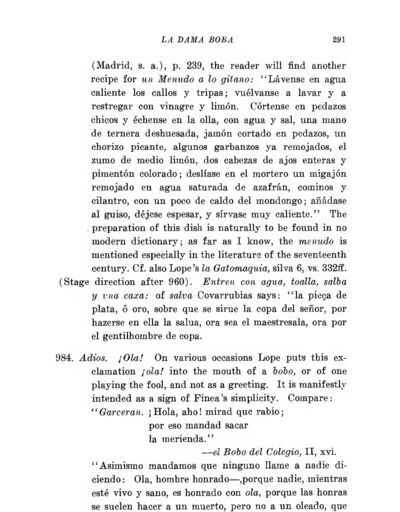 LA DAMA BOBA 291
(Madrid, s. a.), p. 239, the reader will find another
recipe for un Menudo a lo gitano: "Lávense en agua
caliente los callos y tripas; vuélvanse a lavar y a
restregar con vinagre y limón. Córtense en pedazos
chicos y échense en la olla, con agua y sal, una mano
de ternera deshuesada, jamón cortado en pedazos, un
chorizo picante, algunos garbanzos ya remojados, el
zumo de medio limón, dos cabezas de ajos enteras y
pimentón colorado; deslíase en el mortero un migajón
remojado en agua saturada de azafrán, cominos y
cilantro, con un poco de caldo del mondongo; añádase
al guiso, déjese espesar, y sírvase muy caliente." The
preparation of this dish is naturally to be found in no
modern dictionary; as far as I know, the menudo is
mentioned especially in the literature of the seventeenth
century. Cf. also Lope's la Gatomaquia, silva 6, vs. 332ff.
(Stage direction after 960). Entren con agua, toalla, salba
y vna caxa: of salva Covarrubias says: "la pieça de
plata, ô oro, sobre que se sirue la copa del señor, por
hazerse en ella la salua, ora sea el maestresala, ora por
el gentilhombre de copa.
984. Adios. ¡Ola! On various occasions Lope puts this ex-
clamation ¡ola! into the mouth of a bobo, or of one
playing the fool, and not as a greeting. It is manifestly
intended as a sign of Finea's simplicity. Compare:
"Garceran. ¡Hola, aho! mirad que rabio;
por eso mandad sacar
la merienda."
—el Bobo del Colegio, II, xvi.
"Asimismo mandamos que ninguno llame a nadie di-
ciendo: Ola, hombre honrado—,porque nadie, mientras
esté vivo y sano, es honrado con ola, porque las honras
se suelen hacer a un muerto, pero no a un oleado, que